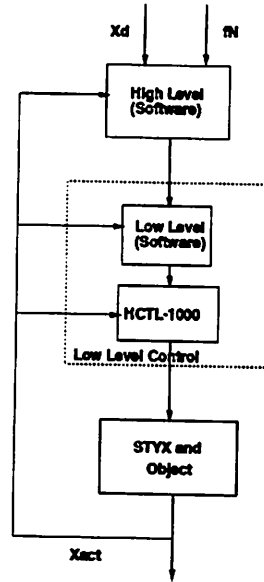 Xd fN
High Level
(Software)
Low Level
(Software)
HCTL-1000
Low Level Control
STYX and
Object
Xact